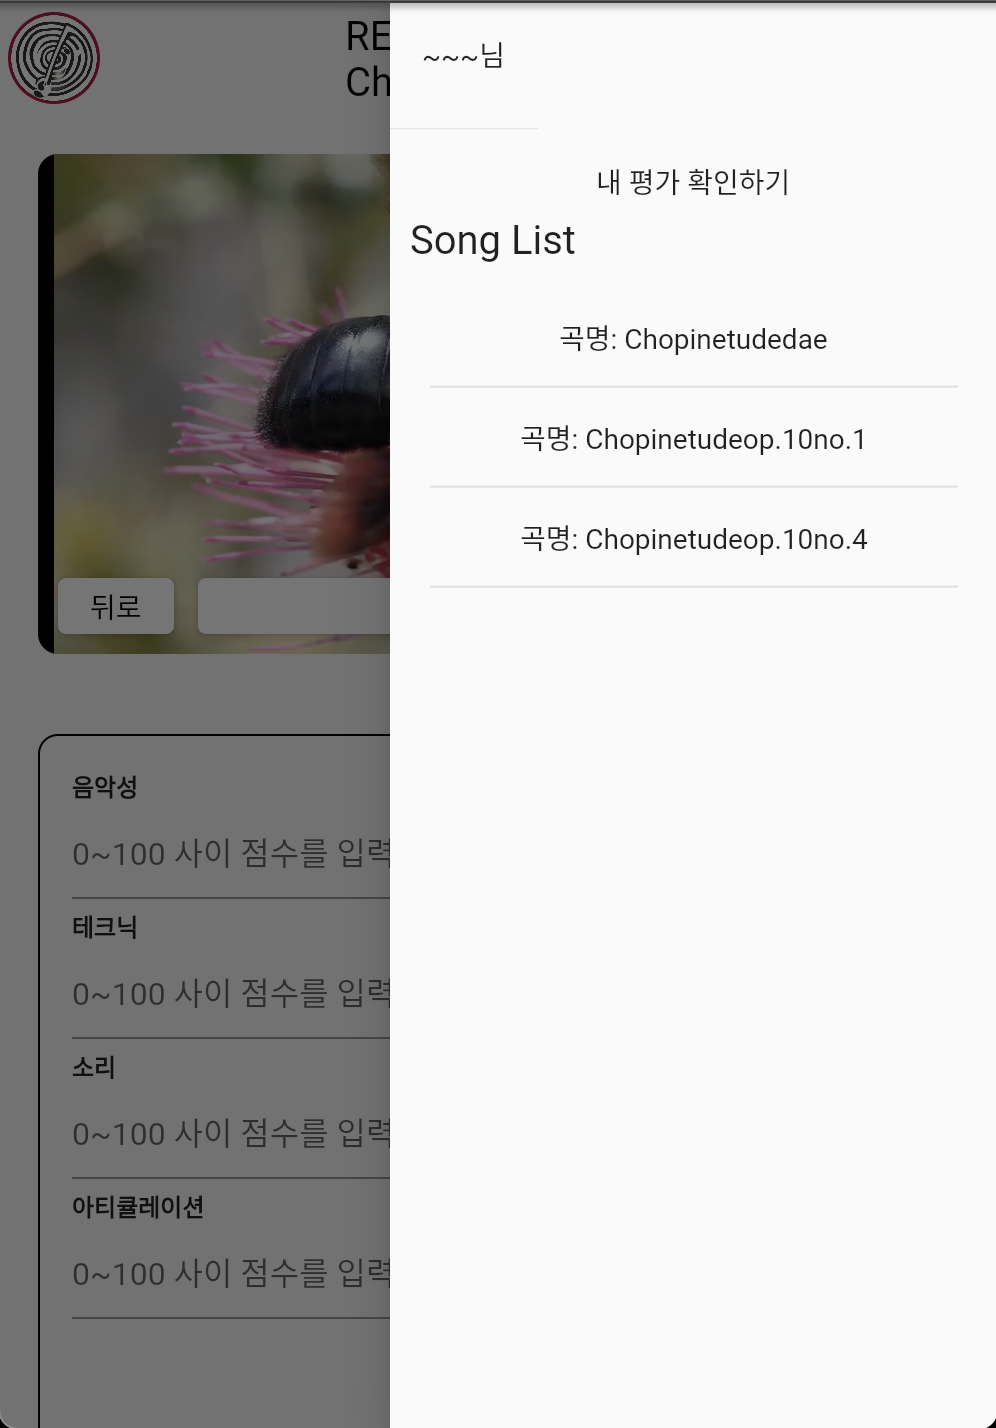 RE
Ch
~~~님
내 평가 확인하기
Song List
곡명: Chopinetudedae
곡명: Chopinetudeop.10no.1
곡명: Chopinetudeop.10no.4
뒤로
음악성
0~100 사이 점수를 입력
테크닉
0~100 사이 점수를 입력
소리
0~100 사이 점수를 입력
아티큘레이션
0~100 사이 점수를 입력